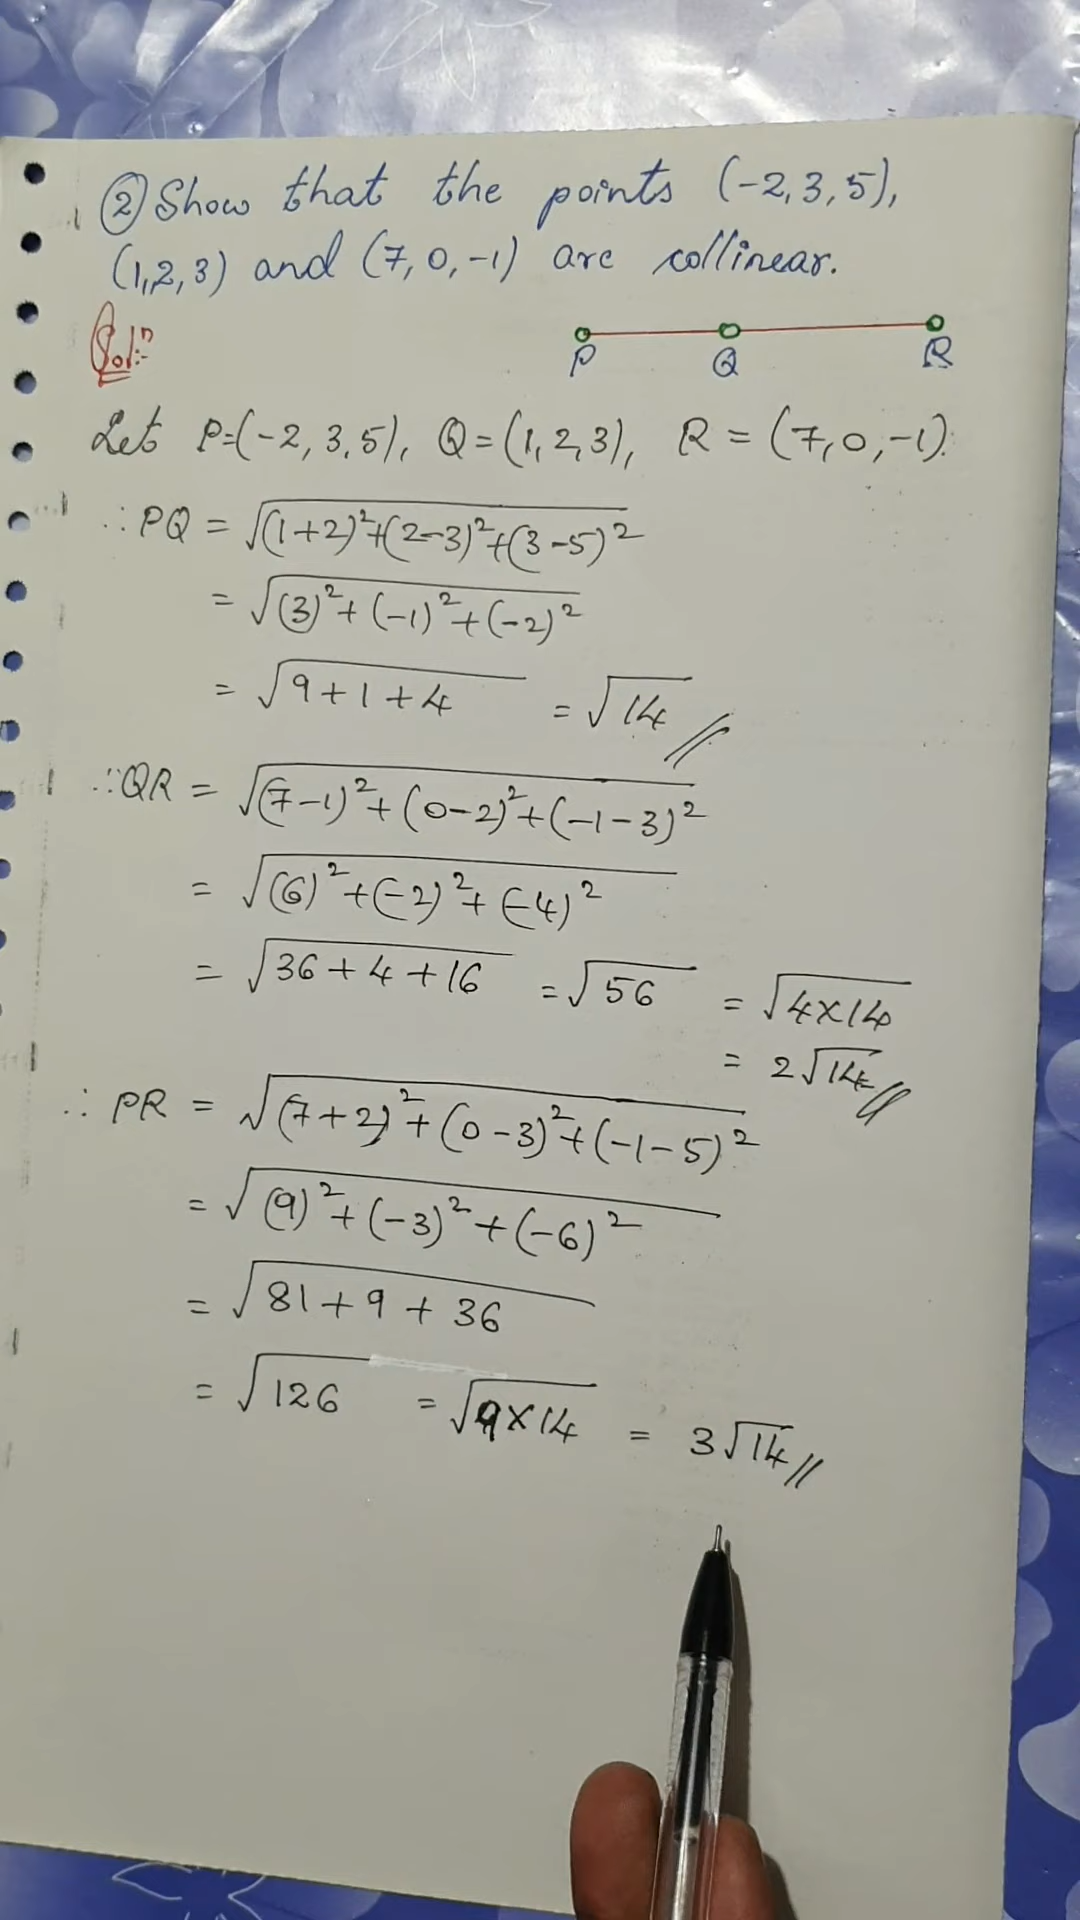 ② Show that the points (-2, 3, 5),
(1, 2, 3) and (7, 0, -1) are collinear.
Solⁿ:-
P Q R
Let P=(-2, 3, 5), Q=(1, 2, 3), R=(7, 0, -1).
∴ PQ = √((1+2)²+(2-3)²+(3-5)²)
= √((3)²+(-1)²+(-2)²)
= √(9+1+4) = √14 //
∴ QR = √((7-1)²+(0-2)²+(-1-3)²)
= √((6)²+(-2)²+(-4)²)
= √(36+4+16) = √56 = √(4×14)
= 2√14 //
∴ PR = √((7+2)²+(0-3)²+(-1-5)²)
= √((9)²+(-3)²+(-6)²)
= √(81+9+36)
= √126 = √(9×14) = 3√14 //